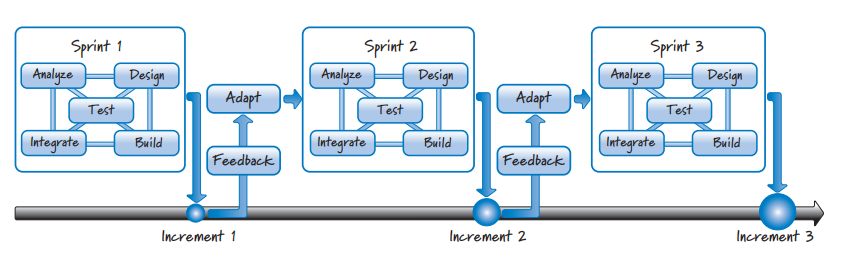 Sprint 1
Analyze
Design
Test
Integrate
Build
Adapt
Feedback
Sprint 2
Analyze
Design
Test
Integrate
Build
Adapt
Feedback
Sprint 3
Analyze
Design
Test
Integrate
Build
Increment 1
Increment 2
Increment 3